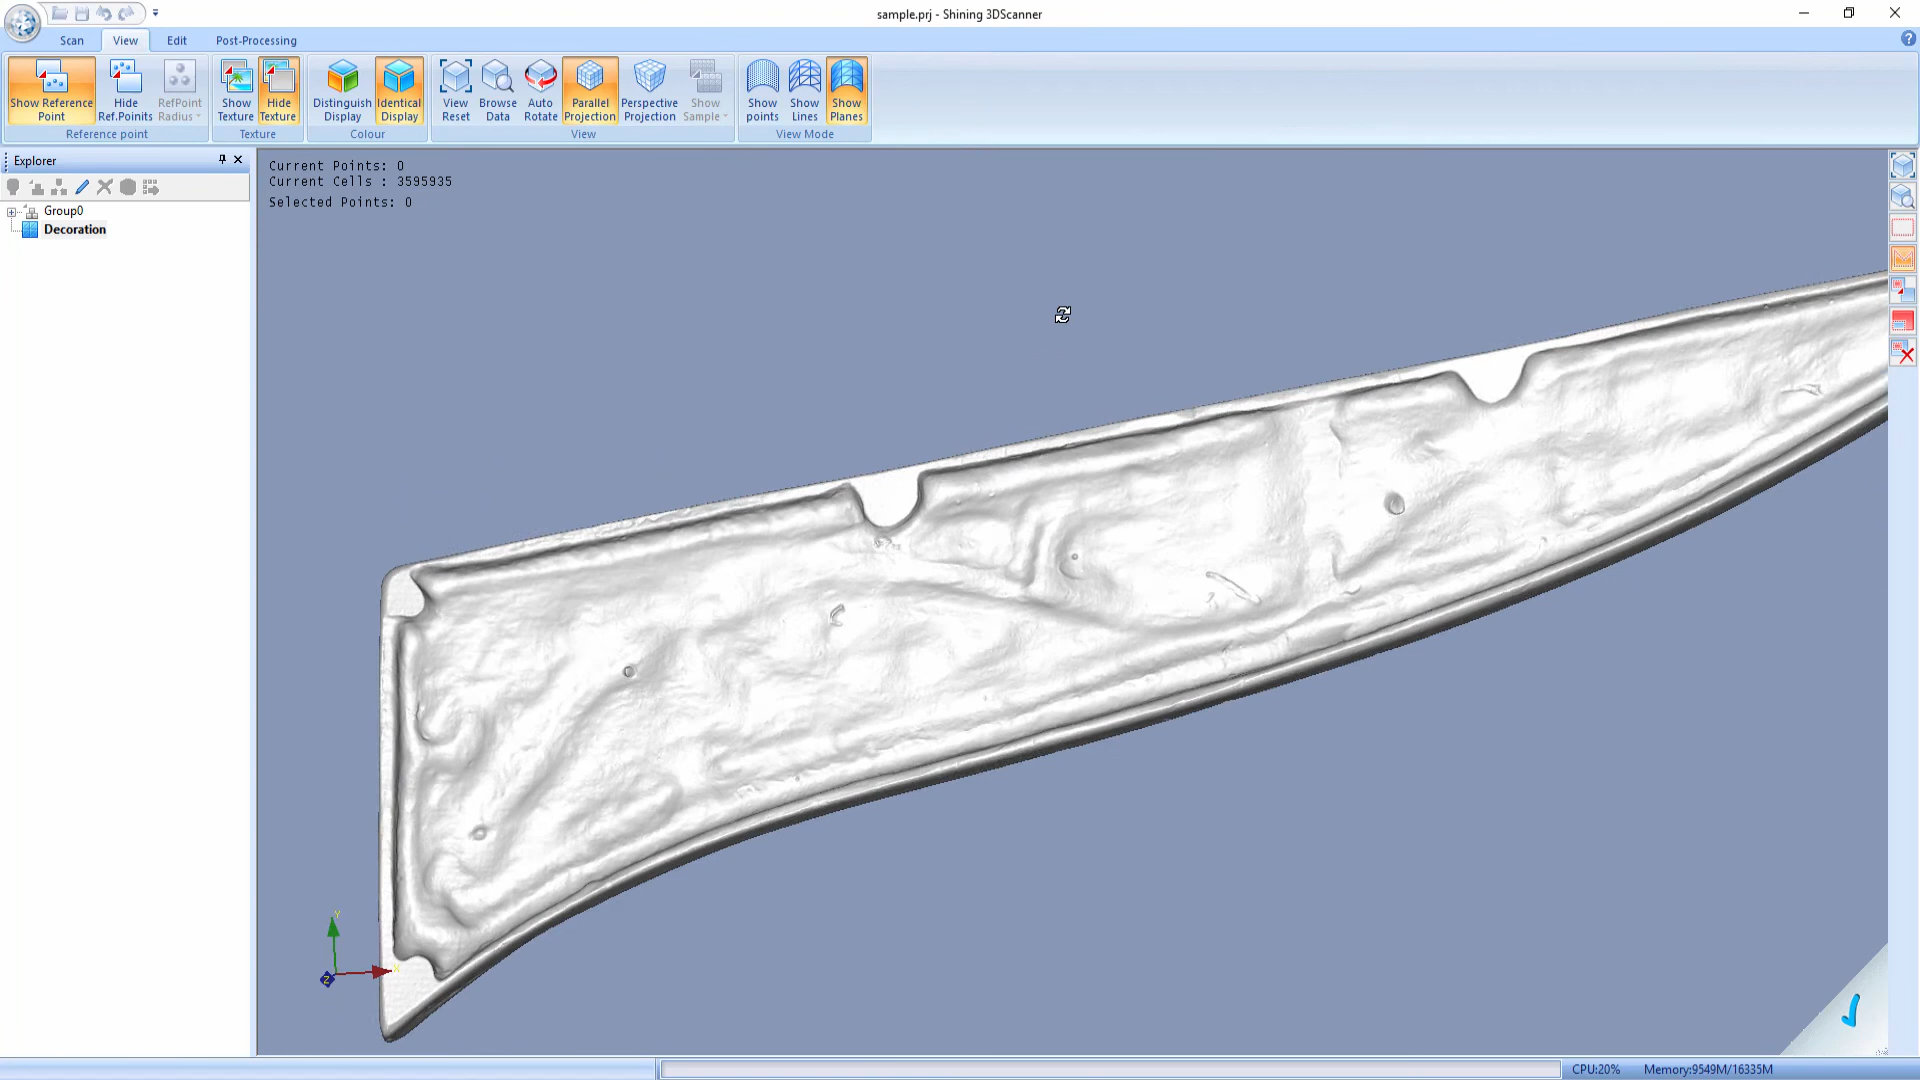 sample.prj - Shining 3DScanner
Scan View Edit Post-Processing
Show Reference Point
Hide Ref.Points
RefPoint Radius
Show Texture
Hide Texture
Distinguish Display
Identical Display
View Reset
Browse Data
Auto Rotate
Parallel Projection
Perspective Projection
Show Sample
Show points
Show Lines
Show Planes
Reference point Texture Colour View View Mode
Explorer
Group0
Decoration
Current Points: 0
Current Cells : 3595935
Selected Points: 0
Y
X
Z
CPU:20% Memory:9549M/16335M